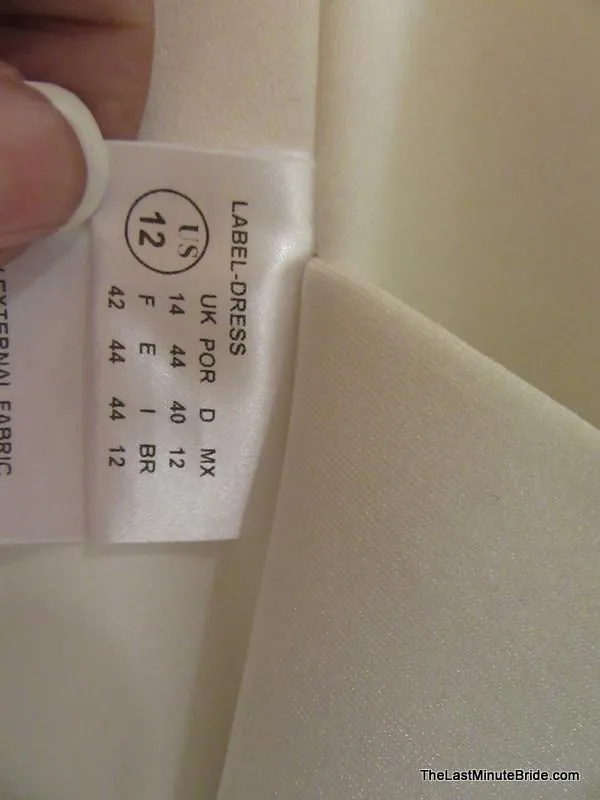 LABEL-DRESS
US
12
UK POR D MX
14 44 40 12
F E I BR
42 44 44 12
EXTERNAL FABRIC
TheLastMinuteBride.com